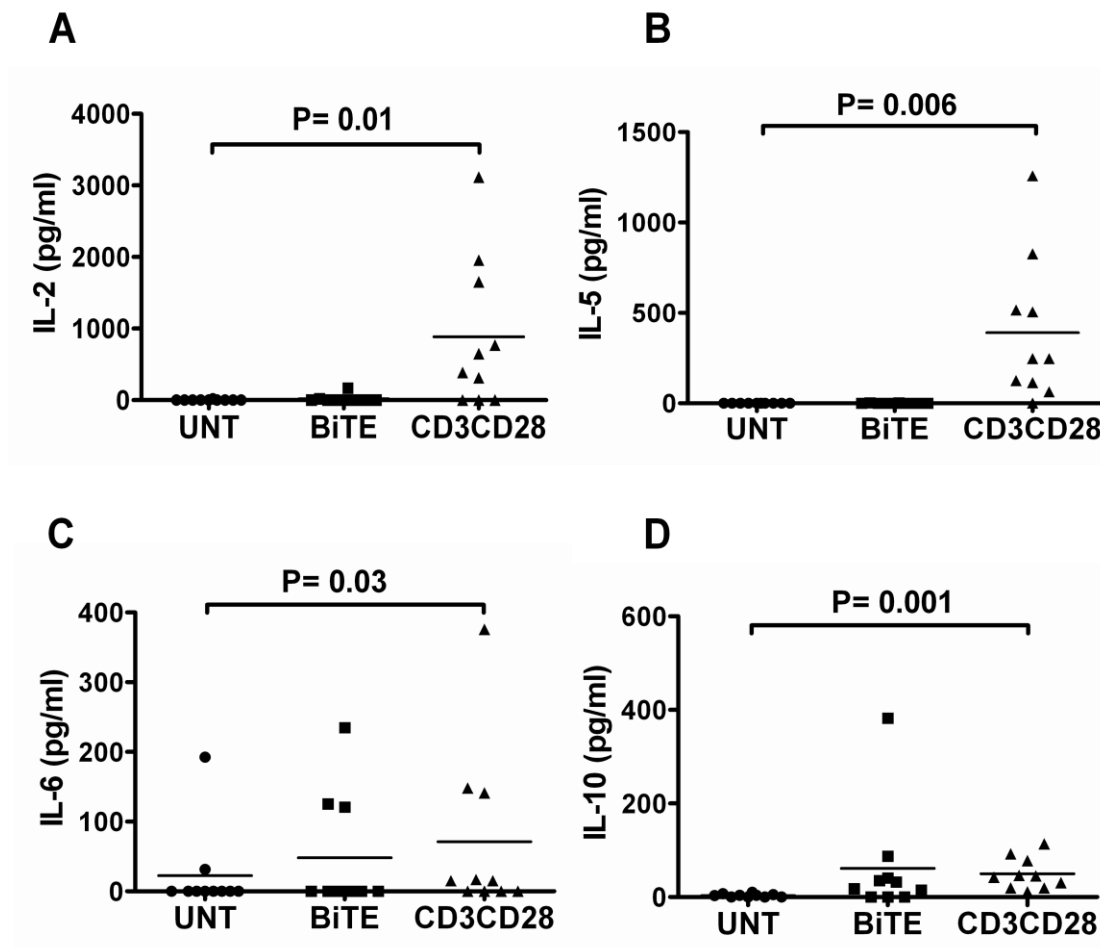 A
P= 0.01
IL-2 (pg/ml)
4000
3000
2000
1000
0
UNT BiTE CD3CD28
B
P= 0.006
IL-5 (pg/ml)
1500
1000
500
0
UNT BiTE CD3CD28
C
P= 0.03
IL-6 (pg/ml)
400
300
200
100
0
UNT BiTE CD3CD28
D
P= 0.001
IL-10 (pg/ml)
600
400
200
0
UNT BiTE CD3CD28